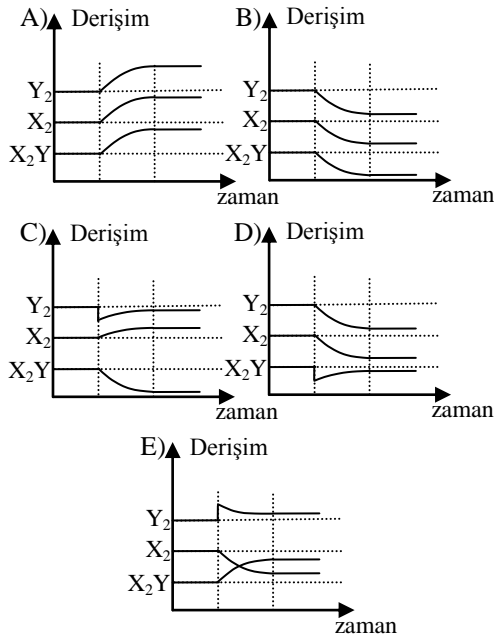 A) Derişim
Y₂
X₂
X₂Y
zaman
B) Derişim
Y₂
X₂
X₂Y
zaman
C) Derişim
Y₂
X₂
X₂Y
zaman
D) Derişim
Y₂
X₂
X₂Y
zaman
E) Derişim
Y₂
X₂
X₂Y
zaman